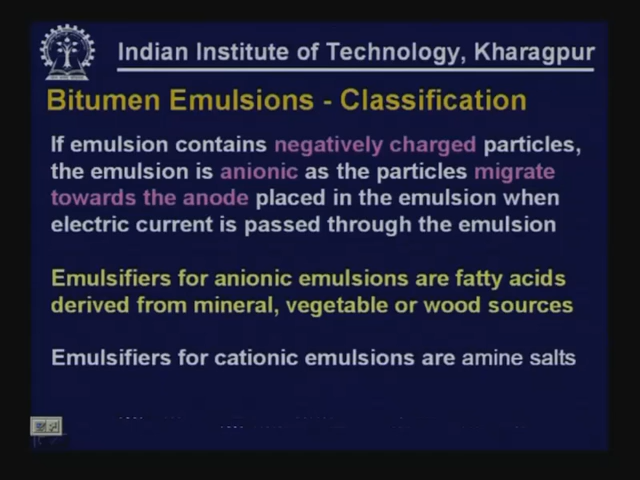 Indian Institute of Technology, Kharagpur
Bitumen Emulsions - Classification
If emulsion contains negatively charged particles,
the emulsion is anionic as the particles migrate
towards the anode placed in the emulsion when
electric current is passed through the emulsion
Emulsifiers for anionic emulsions are fatty acids
derived from mineral, vegetable or wood sources
Emulsifiers for cationic emulsions are amine salts